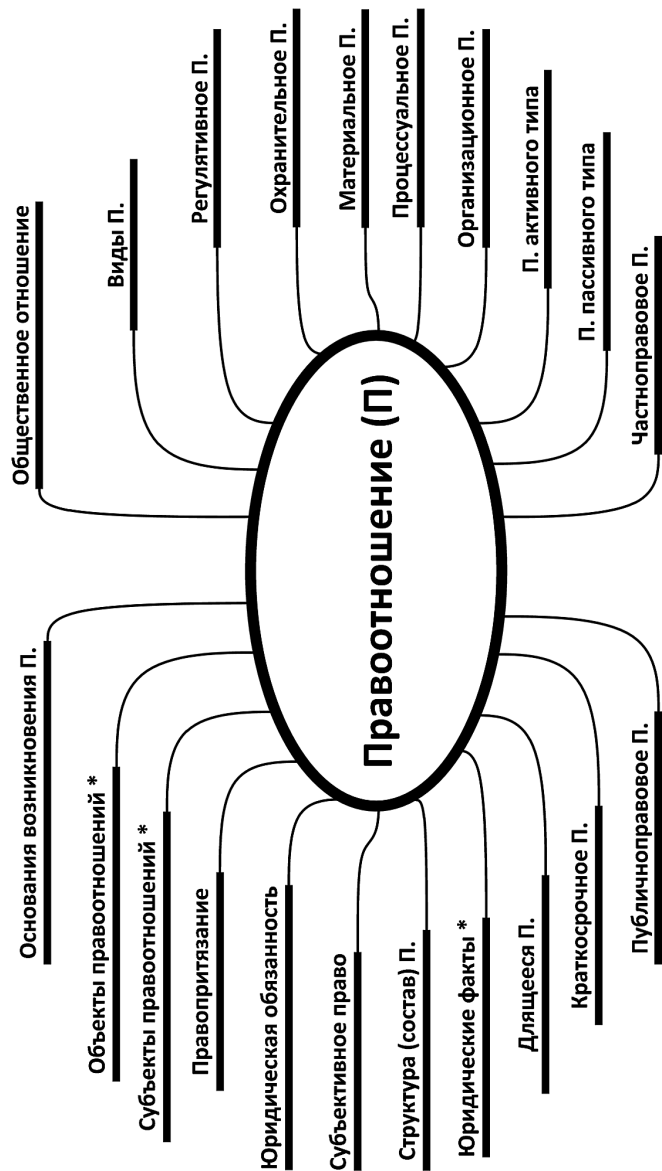 Правоотношение (П)
Общественное отношение
Виды П.
Регулятивное П.
Охранительное П.
Материальное П.
Процессуальное П.
Организационное П.
П. активного типа
П. пассивного типа
Частноправовое П.
Публичноправовое П.
Краткосрочное П.
Длящееся П.
Юридические факты *
Структура (состав) П.
Субъективное право
Юридическая обязанность
Правопритязание
Субъекты правоотношений *
Объекты правоотношений *
Основания возникновения П.